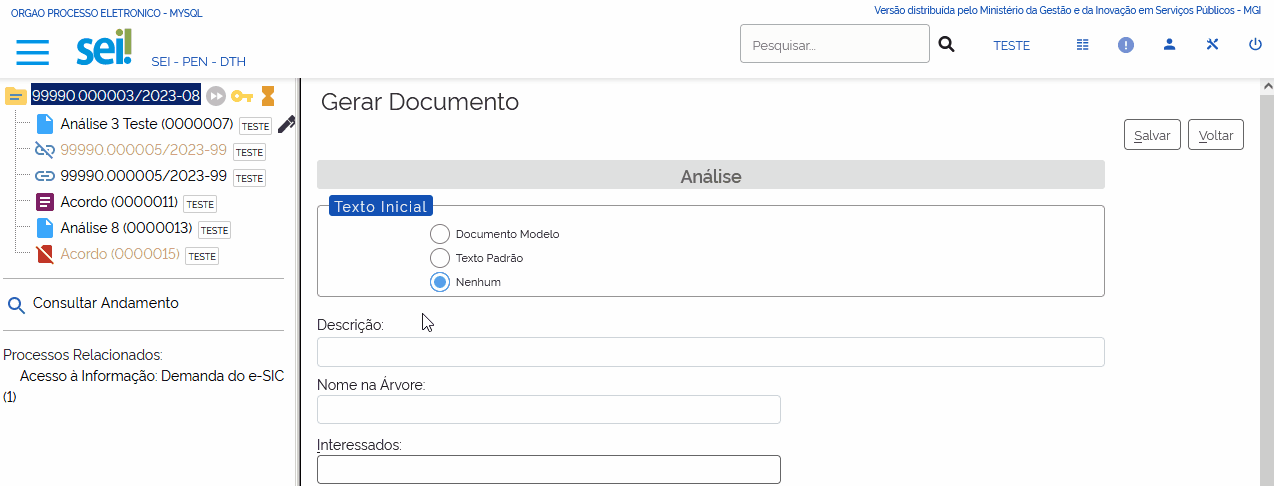 ORGAO PROCESSO ELETRONICO - MYSQL
Versão distribuída pelo Ministério da Gestão e da Inovação em Serviços Públicos - MGI
sei!
SEI - PEN - DTH
Pesquisar...
TESTE
99990.000003/2023-08
Análise 3 Teste (0000007) TESTE
99990.000005/2023-99 TESTE
99990.000005/2023-99 TESTE
Acordo (0000011) TESTE
Análise 8 (0000013) TESTE
Acordo (0000015) TESTE
Consultar Andamento
Processos Relacionados:
Acesso à Informação: Demanda do e-SIC
(1)
Gerar Documento
Salvar
Voltar
Análise
Texto Inicial
Documento Modelo
Texto Padrão
Nenhum
Descrição:
Nome na Árvore:
Interessados: